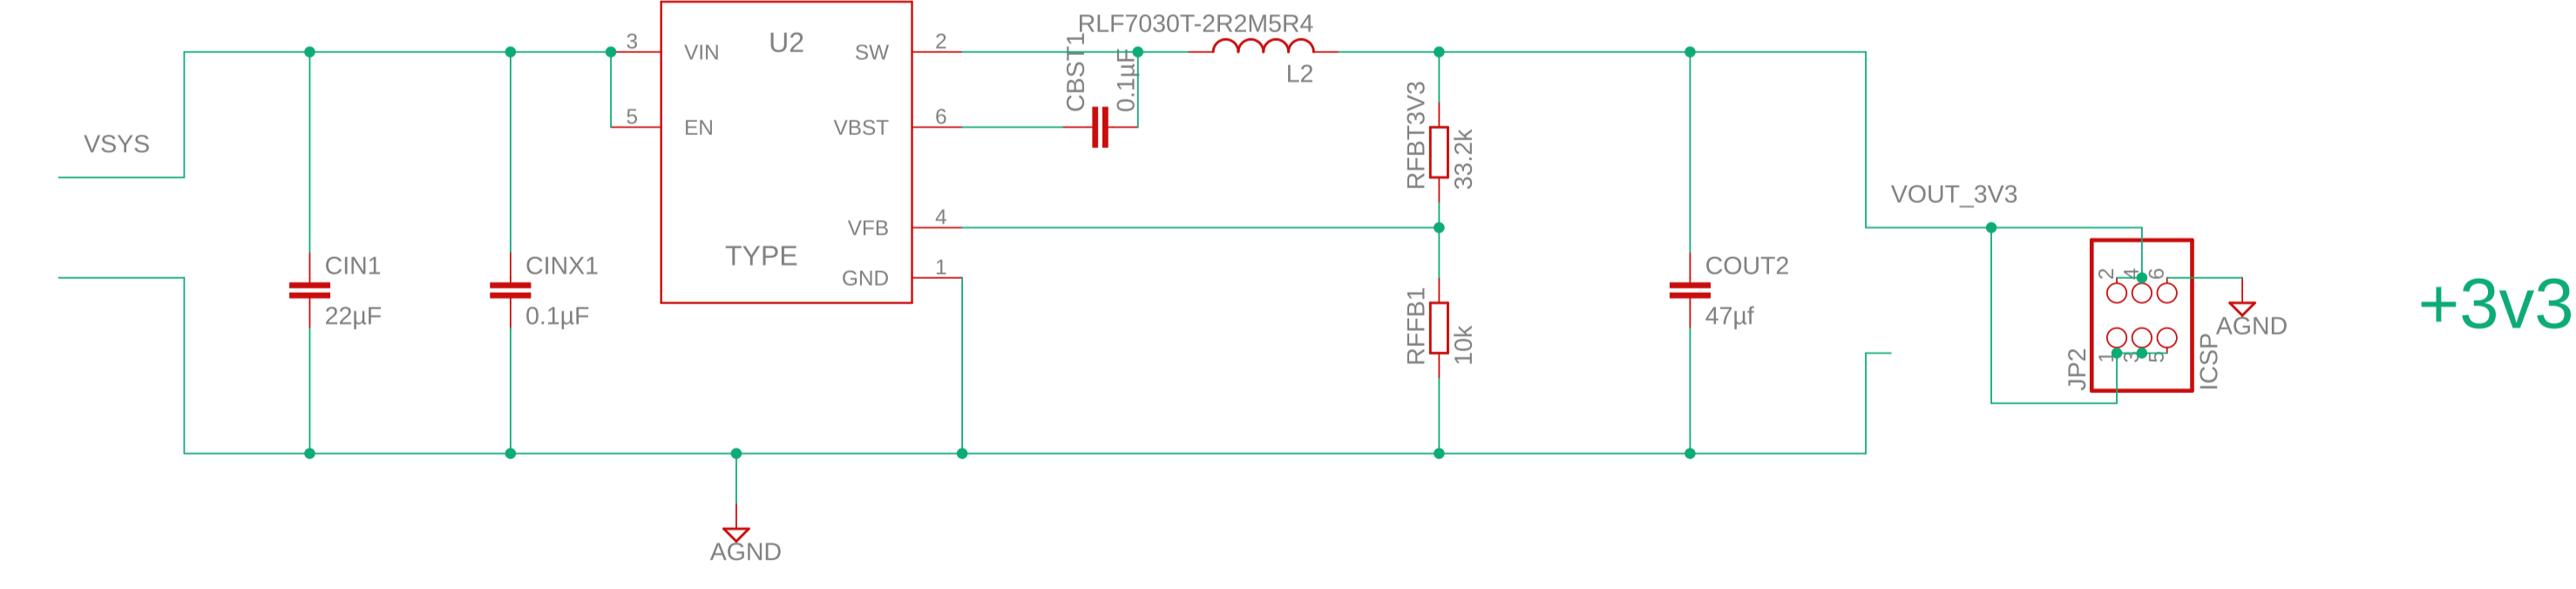 VSYS
CIN1
22µF
CINX1
0.1µF
3
5
VIN
EN
U2
TYPE
SW
VBST
VFB
GND
2
6
4
1
CBST1
0.1µF
RLF7030T-2R2M5R4
L2
RFBT3V3
33.2k
RFFB1
10k
COUT2
47µf
VOUT_3V3
JP2
2
4
6
1
3
5
ICSP
AGND
AGND
+3v3